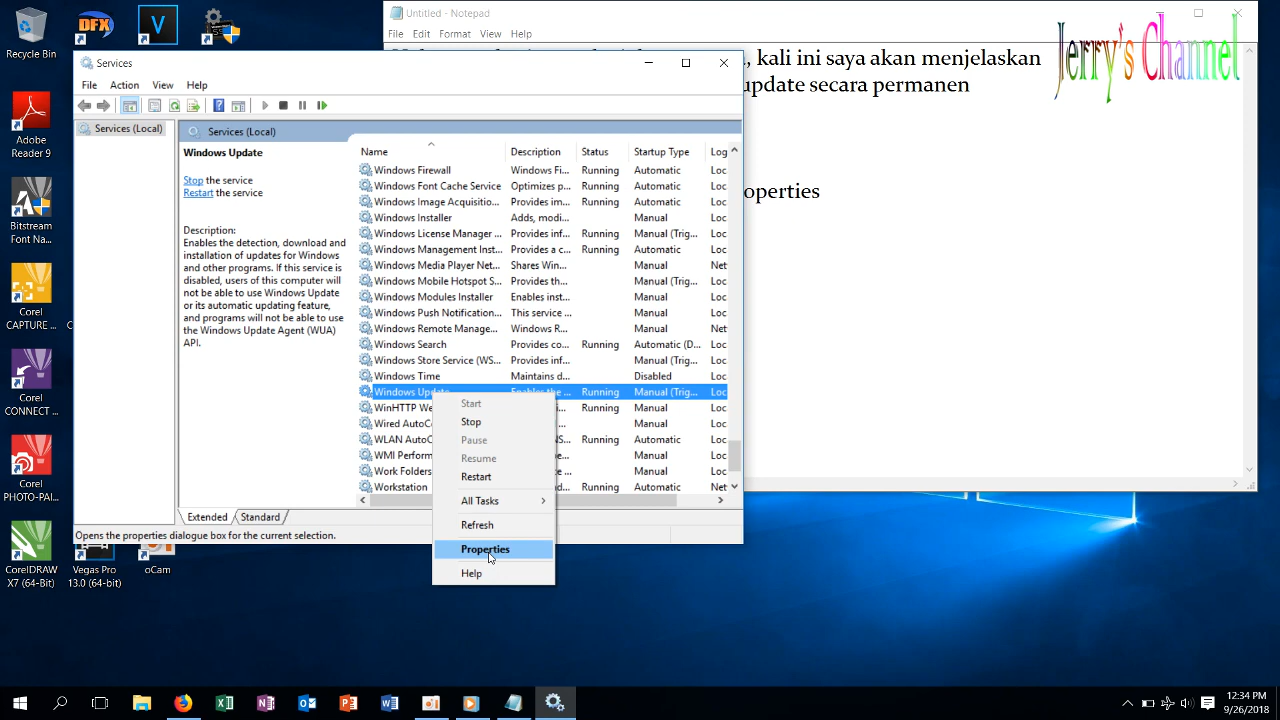 Recycle Bin
DFX
V
Untitled - Notepad
File Edit Format View Help
, kali ini saya akan menjelaskan
update secara permanen
operties
Jerry's Channel
Services
File Action View Help
Services (Local)
Services (Local)
Windows Update
Stop the service
Restart the service
Description:
Enables the detection, download and
installation of updates for Windows
and other programs. If this service is
disabled, users of this computer will
not be able to use Windows Update
or its automatic updating feature,
and programs will not be able to use
the Windows Update Agent (WUA)
API.
Name Description Status Startup Type Log
Windows Firewall Windows Fi... Running Automatic Loc
Windows Font Cache Service Optimizes p... Running Automatic Loc
Windows Image Acquisitio... Provides im... Running Automatic Loc
Windows Installer Adds, modi... Manual Loc
Windows License Manager ... Provides inf... Running Manual (Trig... Loc
Windows Management Inst... Provides a c... Running Automatic Loc
Windows Media Player Net... Shares Win... Manual Net
Windows Mobile Hotspot S... Provides th... Manual (Trig... Loc
Windows Modules Installer Enables inst... Manual Loc
Windows Push Notification... This service ... Running Manual Loc
Windows Remote Manage... Windows R... Manual Net
Windows Search Provides co... Running Automatic (D... Loc
Windows Store Service (WS... Provides inf... Manual (Trig... Loc
Windows Time Maintains d... Disabled Loc
Windows Update Enables the ... Running Manual (Trig... Loc
WinHTTP We Running Manual Loc
Wired AutoC Manual Loc
WLAN AutoC Running Automatic Loc
WMI Perform Manual Loc
Work Folders Manual Loc
Workstation Running Automatic Net
Start
Stop
Pause
Resume
Restart
All Tasks
Refresh
Properties
Help
Extended Standard
Opens the properties dialogue box for the current selection.
Adobe
Reader 9
Bitstream
Font Na...
Corel
CAPTURE ...
Corel
CONNECT ...
Corel
PHOTO-PAI...
CorelDRAW
X7 (64-Bit)
Vegas Pro
13.0 (64-bit)
oCam
12:34 PM
9/26/2018